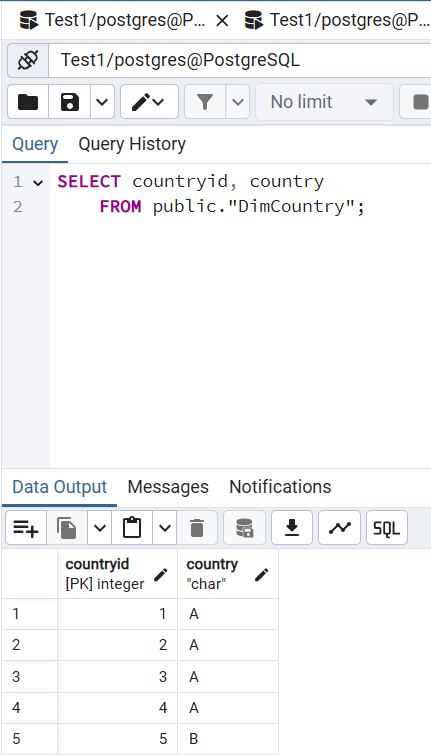 Test1/postgres@P... Test1/postgres@P...
Test1/postgres@PostgreSQL
No limit
Query Query History
1 SELECT countryid, country
2 FROM public."DimCountry";
Data Output Messages Notifications
SQL
countryid country
[PK] integer "char"
1 1 A
2 2 A
3 3 A
4 4 A
5 5 B